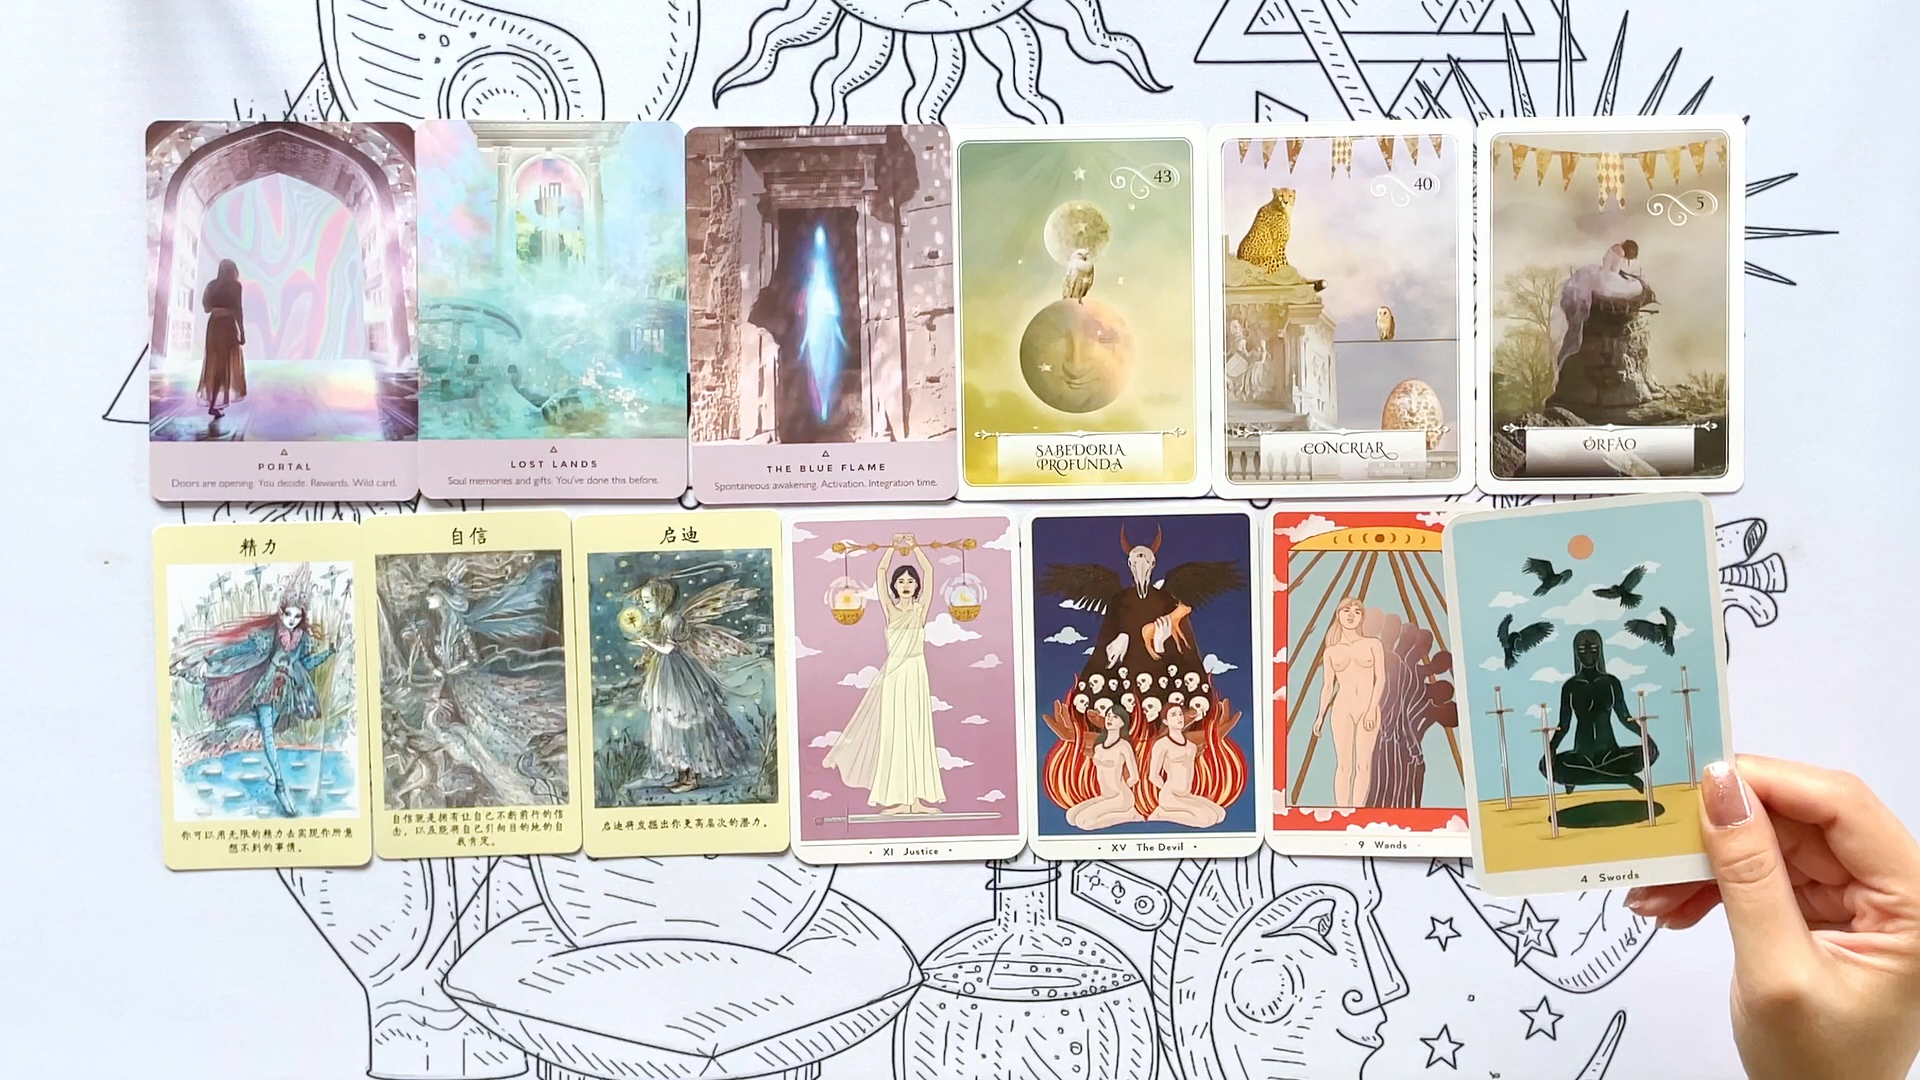 PORTAL
Doors are opening. You decide. Rewards. Wild card.
LOST LANDS
Soul memories and gifts. You've done this before.
THE BLUE FLAME
Spontaneous awakening. Activation. Integration time.
43
SABEDORIA
PROFUNDA
40
CONCRIAR
5
ÓRFÃO
精力
你可以用无限的精力去实现你所意
想不到的事情。
自信
自信就是拥有让自己不断前行的信
念，以及能将自己引向目的地的自
我肯定。
启迪
启迪将发掘出你更高层次的潜力。
• XI Justice •
• XV The Devil •
• 9 Wands
4 Swords